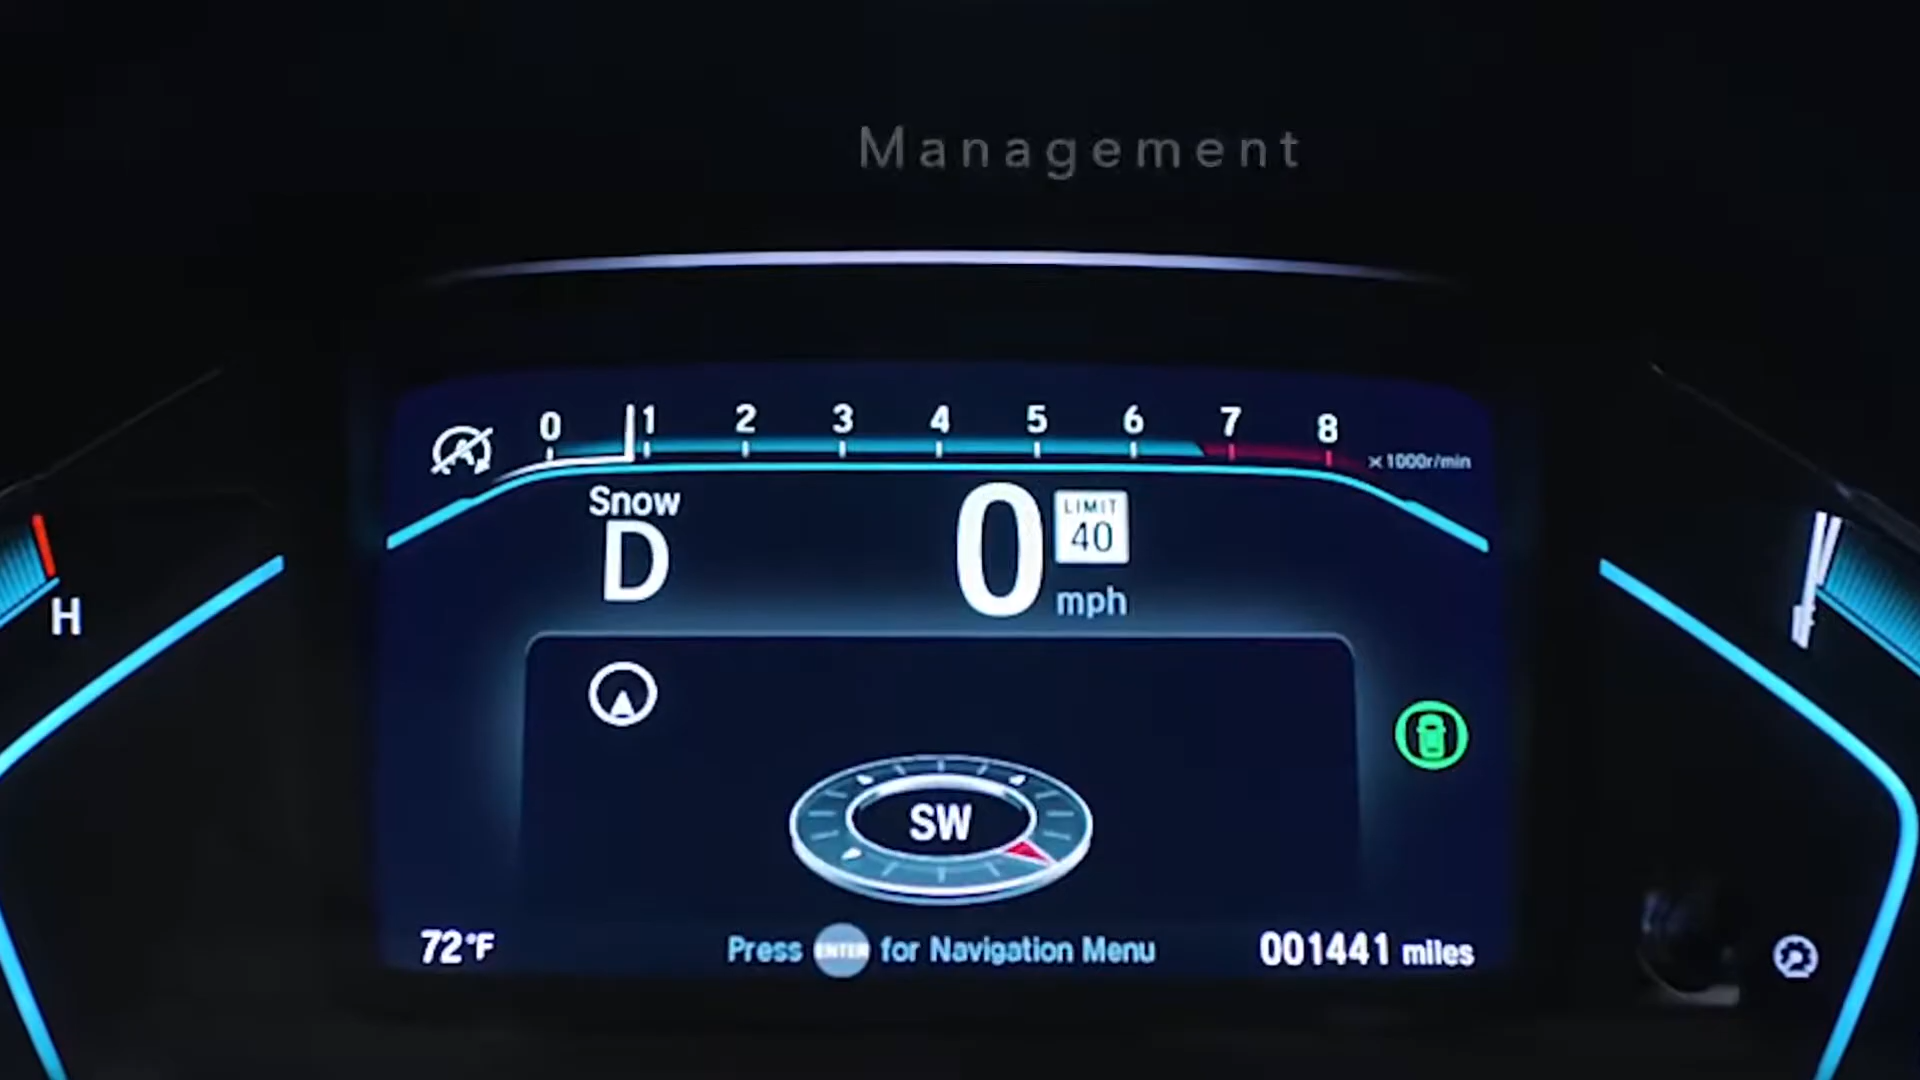 Management
0 1 2 3 4 5 6 7 8
x1000r/min
Snow
D
0
LIMIT
40
mph
H
SW
72°F
Press ENTER for Navigation Menu
001441 miles